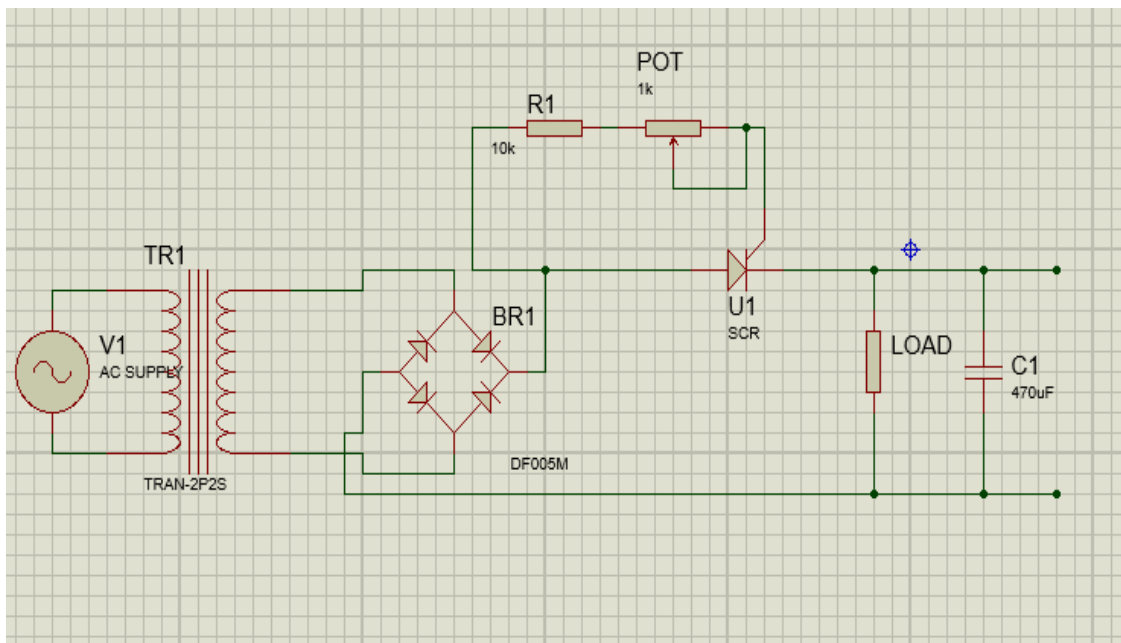 POT
1k
R1
10k
TR1
BR1
U1
SCR
V1
AC SUPPLY
LOAD
C1
470uF
DF005M
TRAN-2P2S